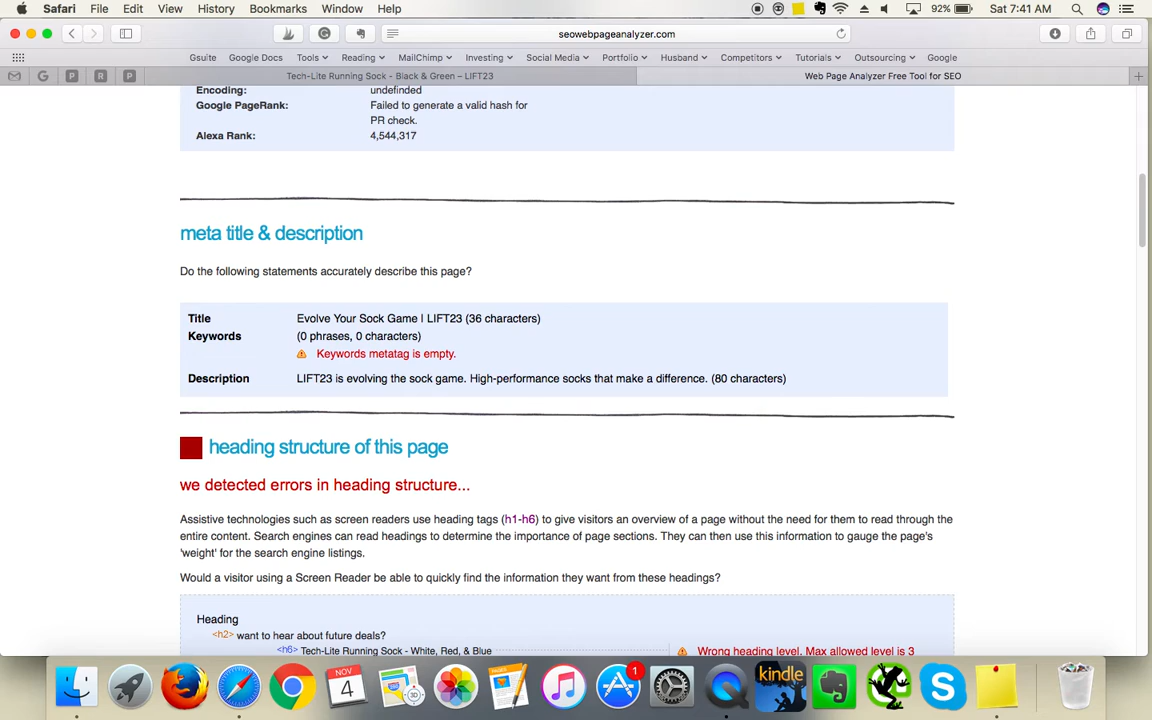 Safari File Edit View History Bookmarks Window Help 92% Sat 7:41 AM
seowebpageanalyzer.com
Gsuite Google Docs Tools Reading MailChimp Investing Social Media Portfolio Husband Competitors Tutorials Outsourcing Google
G P R P Tech-Lite Running Sock - Black & Green – LIFT23 Web Page Analyzer Free Tool for SEO
Encoding: undefinded
Google PageRank: Failed to generate a valid hash for
PR check.
Alexa Rank: 4,544,317
meta title & description
Do the following statements accurately describe this page?
Title Evolve Your Sock Game | LIFT23 (36 characters)
Keywords (0 phrases, 0 characters)
Keywords metatag is empty.
Description LIFT23 is evolving the sock game. High-performance socks that make a difference. (80 characters)
heading structure of this page
we detected errors in heading structure...
Assistive technologies such as screen readers use heading tags (h1-h6) to give visitors an overview of a page without the need for them to read through the
entire content. Search engines can read headings to determine the importance of page sections. They can then use this information to gauge the page's
'weight' for the search engine listings.
Would a visitor using a Screen Reader be able to quickly find the information they want from these headings?
Heading
<h2> want to hear about future deals?
<h6> Tech-Lite Running Sock - White, Red, & Blue Wrong heading level. Max allowed level is 3
NOV
4
3D
PAGES
1
kindle